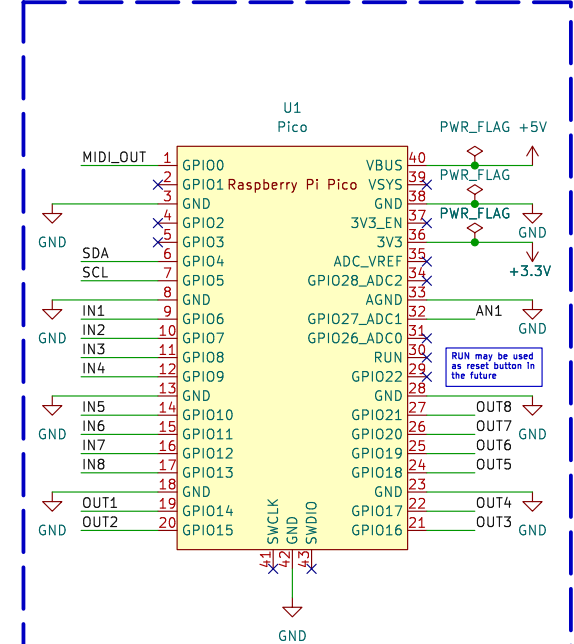 U1
Pico
PWR_FLAG +5V
MIDI_OUT 1 GPIO0 VBUS 40
2 GPIO1 Raspberry Pi Pico VSYS 39 PWR_FLAG
3 GND GND 38
GND PWR_FLAG GND
4 GPIO2 3V3_EN 37
5 GPIO3 3V3 36
SDA 6 GPIO4 ADC_VREF 35 +3.3V
SCL 7 GPIO5 GPIO28_ADC2 34
8 GND AGND 33
IN1 9 GPIO6 GPIO27_ADC1 32 AN1
GND GND
IN2 10 GPIO7 GPIO26_ADC0 31
IN3 11 GPIO8 RUN 30
IN4 12 GPIO9 GPIO22 29
RUN may be used
as reset button in
the future
13 GND GND 28
IN5 14 GPIO10 GPIO21 27 OUT8
GND GND
IN6 15 GPIO11 GPIO20 26 OUT7
IN7 16 GPIO12 GPIO19 25 OUT6
IN8 17 GPIO13 GPIO18 24 OUT5
18 GND GND 23
OUT1 19 GPIO14 GPIO17 22 OUT4
OUT2 20 GPIO15 GPIO16 21 OUT3
GND GND
SWCLK GND SWDIO
41 42 43
GND